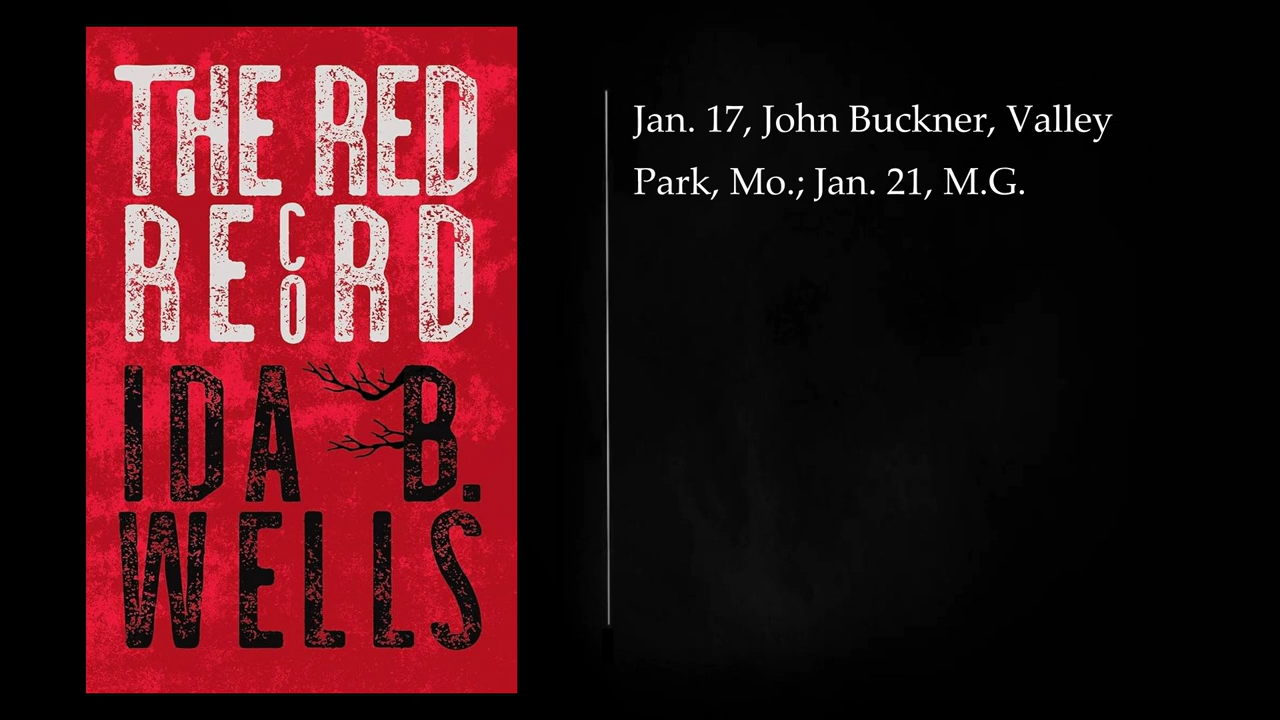 THE RED
RECORD
IDA B.
WELLS
Jan. 17, John Buckner, Valley
Park, Mo.; Jan. 21, M.G.